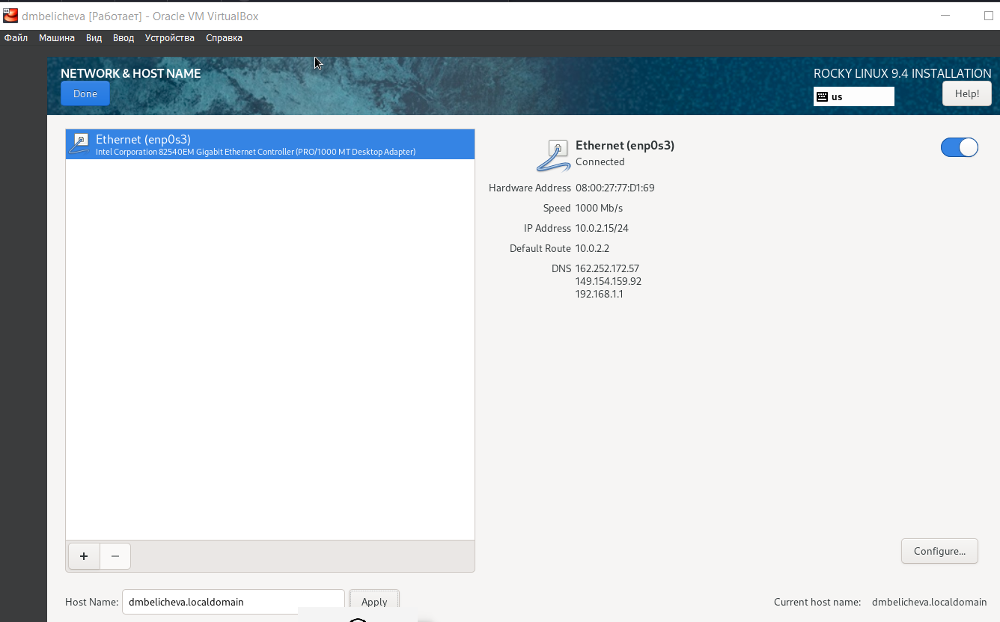 dmbelicheva [Работает] - Oracle VM VirtualBox
Файл Машина Вид Ввод Устройства Справка
NETWORK & HOST NAME
Done
ROCKY LINUX 9.4 INSTALLATION
us
Help!
Ethernet (enp0s3)
Intel Corporation 82540EM Gigabit Ethernet Controller (PRO/1000 MT Desktop Adapter)
Ethernet (enp0s3)
Connected
Hardware Address 08:00:27:77:D1:69
Speed 1000 Mb/s
IP Address 10.0.2.15/24
Default Route 10.0.2.2
DNS 162.252.172.57
149.154.159.92
192.168.1.1
+ −
Configure...
Host Name: dmbelicheva.localdomain Apply
Current host name: dmbelicheva.localdomain